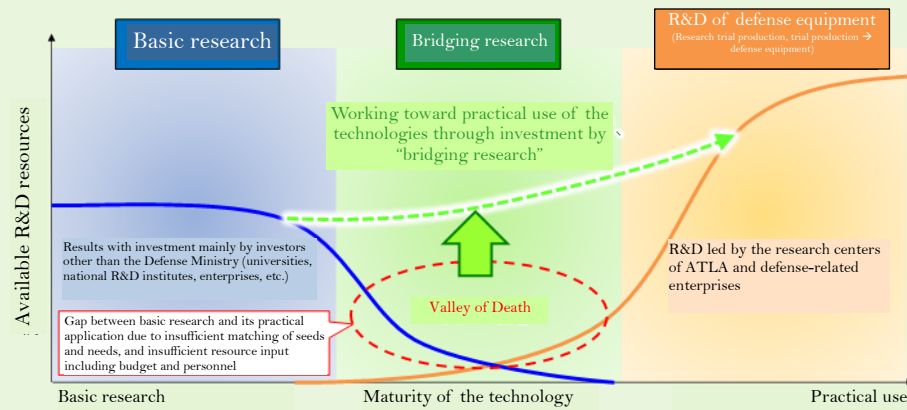 Basic research
Bridging research
R&D of defense equipment
(Research trial production, trial production →
defense equipment)
Available R&D resources
Working toward practical use of the
technologies through investment by
“bridging research”
Results with investment mainly by investors
other than the Defense Ministry (universities,
national R&D institutes, enterprises, etc.)
R&D led by the research centers
of ATLA and defense-related
enterprises
Valley of Death
Gap between basic research and its practical
application due to insufficient matching of seeds
and needs, and insufficient resource input
including budget and personnel
Basic research
Maturity of the technology
Practical use